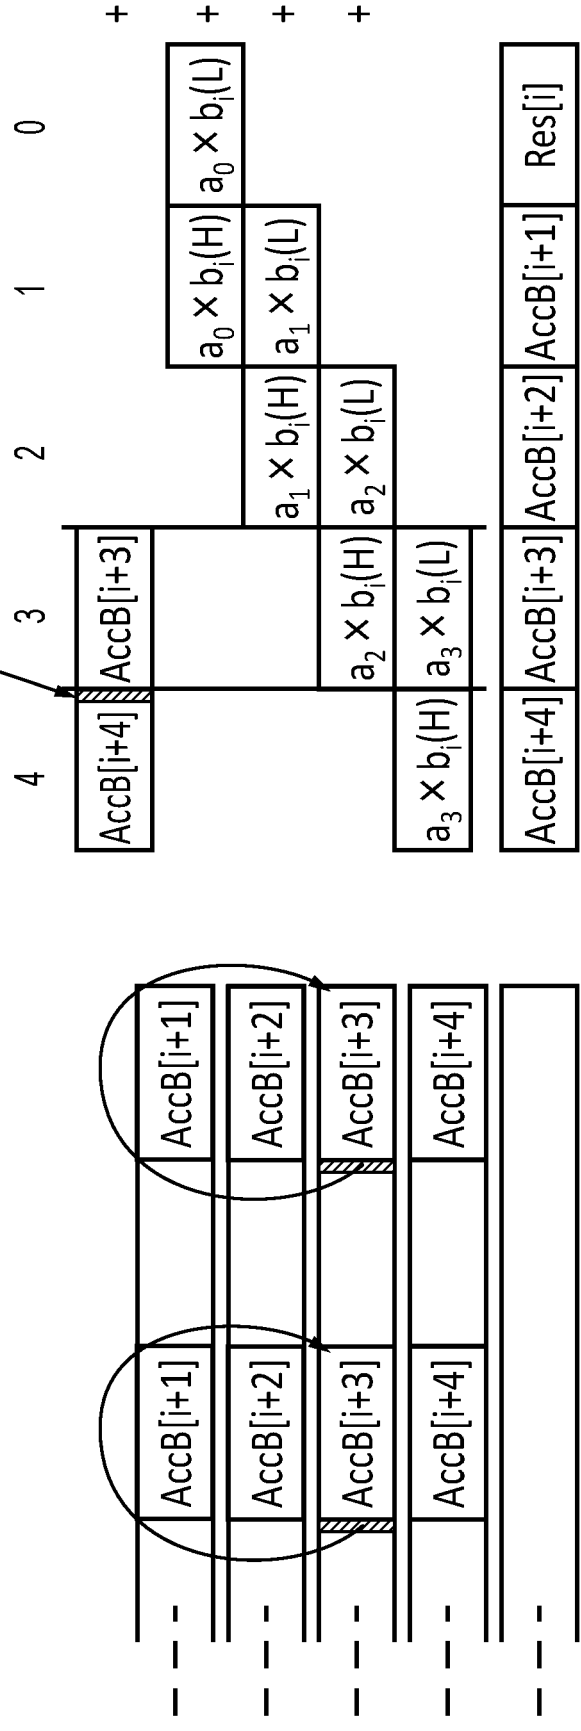 4 3 2 1 0
AccB[i+4] AccB[i+3] +
a₀ × bᵢ(H) a₀ × bᵢ(L) +
a₁ × bᵢ(H) a₁ × bᵢ(L) +
a₂ × bᵢ(H) a₂ × bᵢ(L) +
a₃ × bᵢ(H) a₃ × bᵢ(L)
AccB[i+4] AccB[i+3] AccB[i+2] AccB[i+1] Res[i]
AccB[i+1] AccB[i+1]
AccB[i+2] AccB[i+2]
AccB[i+3] AccB[i+3]
AccB[i+4] AccB[i+4]